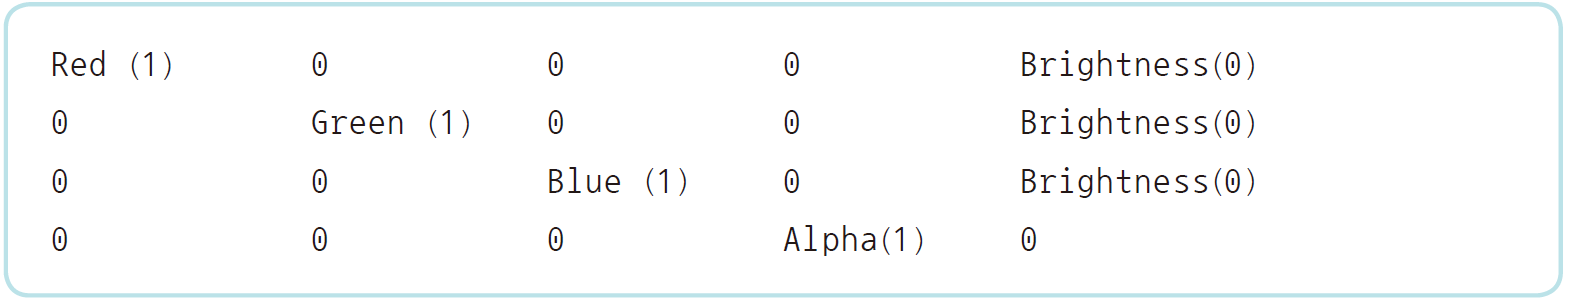 Red (1) 0 0 0 Brightness(0)
0 Green (1) 0 0 Brightness(0)
0 0 Blue (1) 0 Brightness(0)
0 0 0 Alpha(1) 0